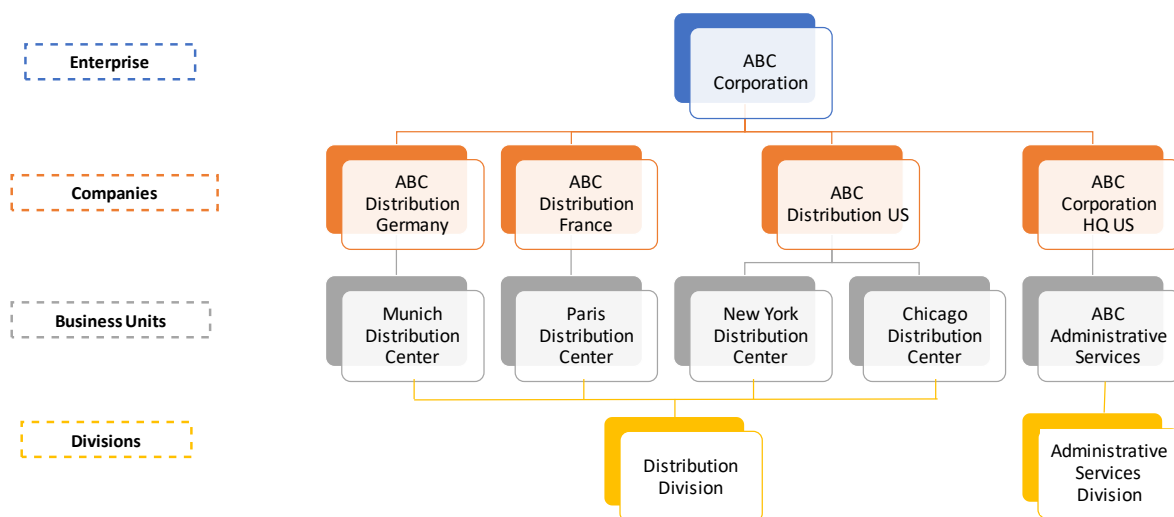 Enterprise
ABC
Corporation
Companies
ABC
Distribution
Germany
ABC
Distribution
France
ABC
Distribution US
ABC
Corporation
HQ US
Business Units
Munich
Distribution
Center
Paris
Distribution
Center
New York
Distribution
Center
Chicago
Distribution
Center
ABC
Administrative
Services
Divisions
Distribution
Division
Administrative
Services
Division